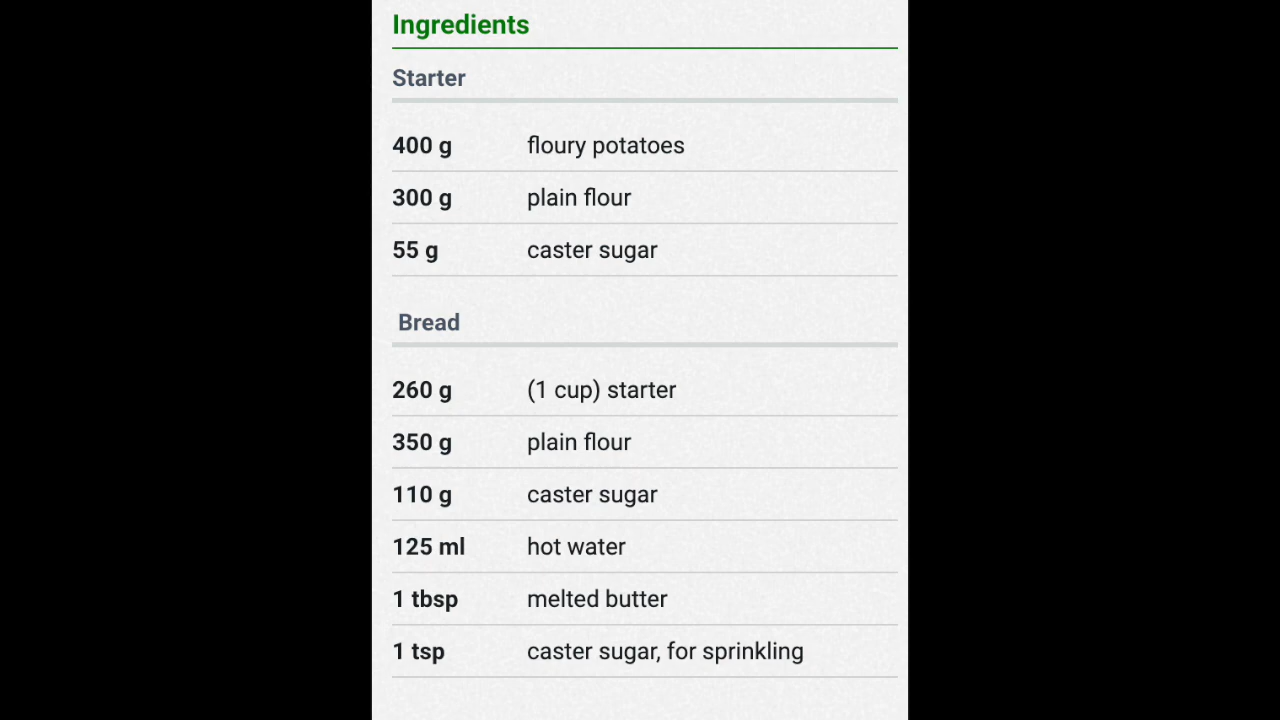 Ingredients
Starter
400 g floury potatoes
300 g plain flour
55 g caster sugar
Bread
260 g (1 cup) starter
350 g plain flour
110 g caster sugar
125 ml hot water
1 tbsp melted butter
1 tsp caster sugar, for sprinkling